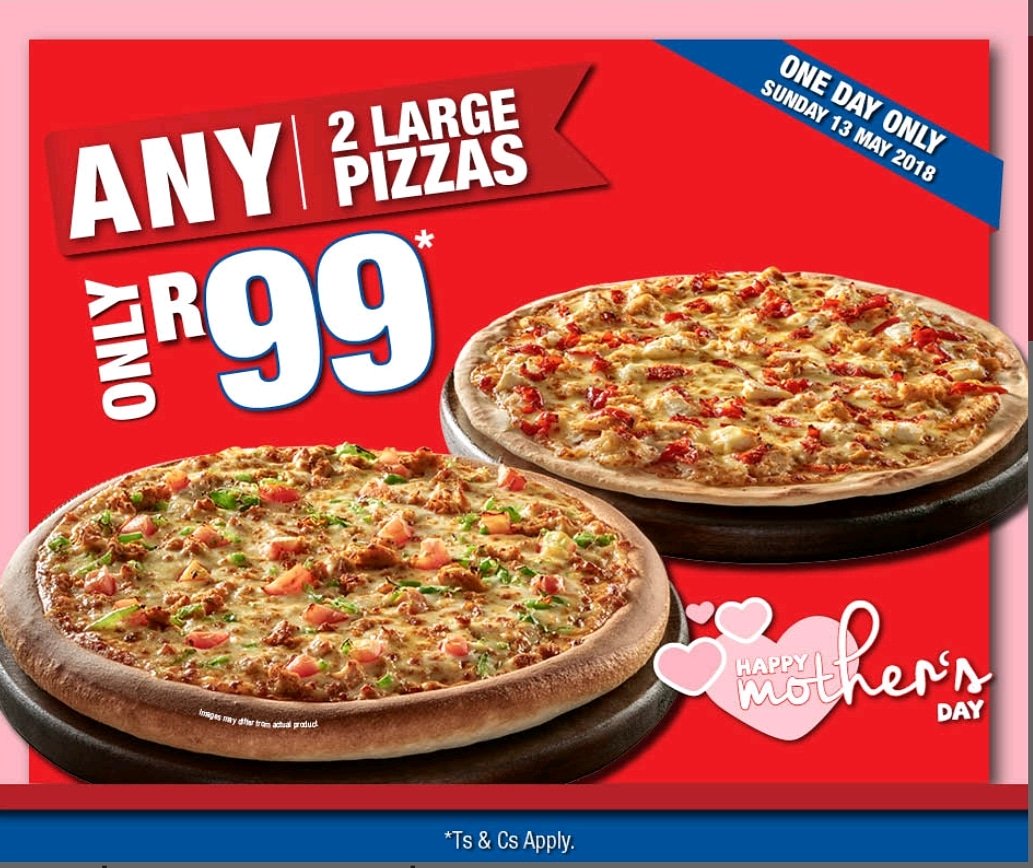 ONE DAY ONLY
SUNDAY 13 MAY 2018
ANY 2 LARGE
PIZZAS
ONLY R99*
Images may differ from actual product
HAPPY
mother's
DAY
*Ts & Cs Apply.